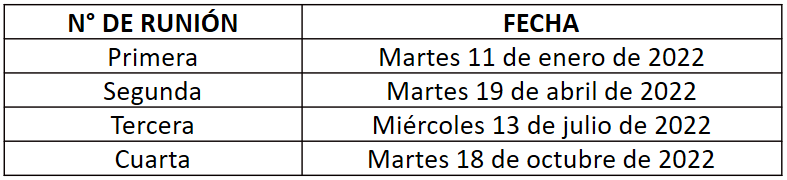 N° DE RUNIÓN FECHA
Primera Martes 11 de enero de 2022
Segunda Martes 19 de abril de 2022
Tercera Miércoles 13 de julio de 2022
Cuarta Martes 18 de octubre de 2022